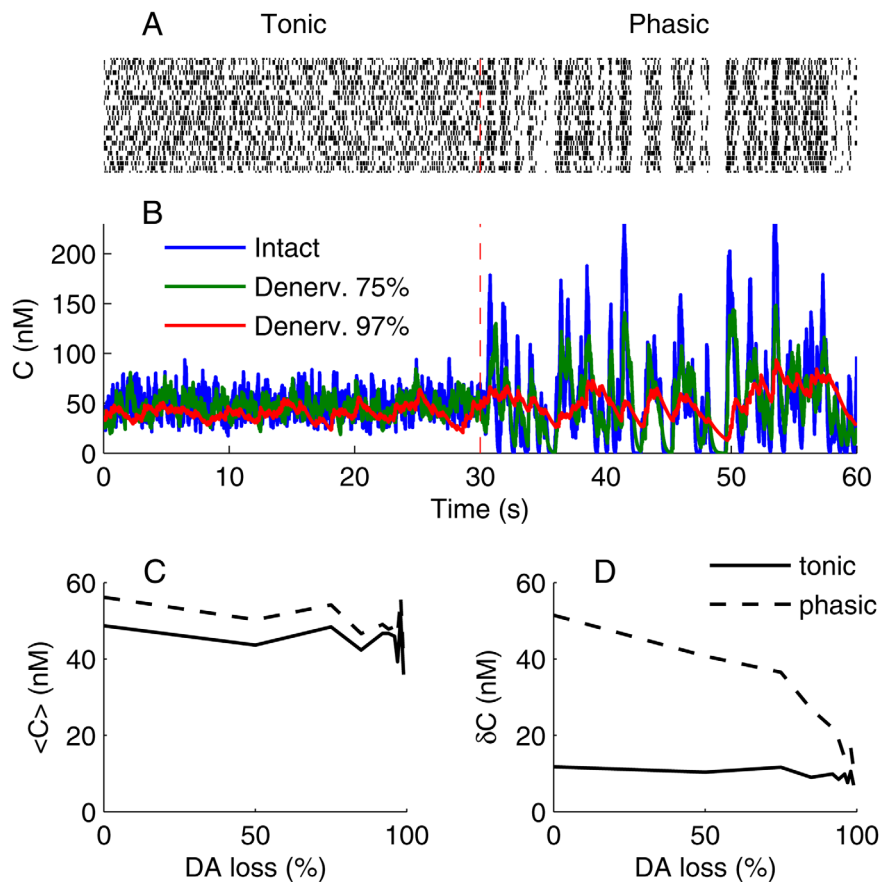 A Tonic Phasic
B
Intact
Denerv. 75%
Denerv. 97%
C (nM)
200
150
100
50
0
0 10 20 30 40 50 60
Time (s)
C
<C> (nM)
60
40
20
0
0 50 100
DA loss (%)
D
tonic
phasic
δC (nM)
60
40
20
0
0 50 100
DA loss (%)